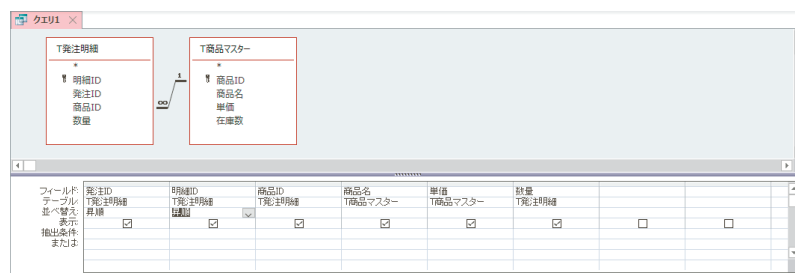 クエリ1
T発注明細
*
明細ID
発注ID
商品ID
数量
∞
1
T商品マスター
*
商品ID
商品名
単価
在庫数
フィールド: 発注ID 明細ID 商品ID 商品名 単価 数量
テーブル: T発注明細 T発注明細 T発注明細 T商品マスター T商品マスター T発注明細
並べ替え: 昇順 昇順
表示:
抽出条件:
または: